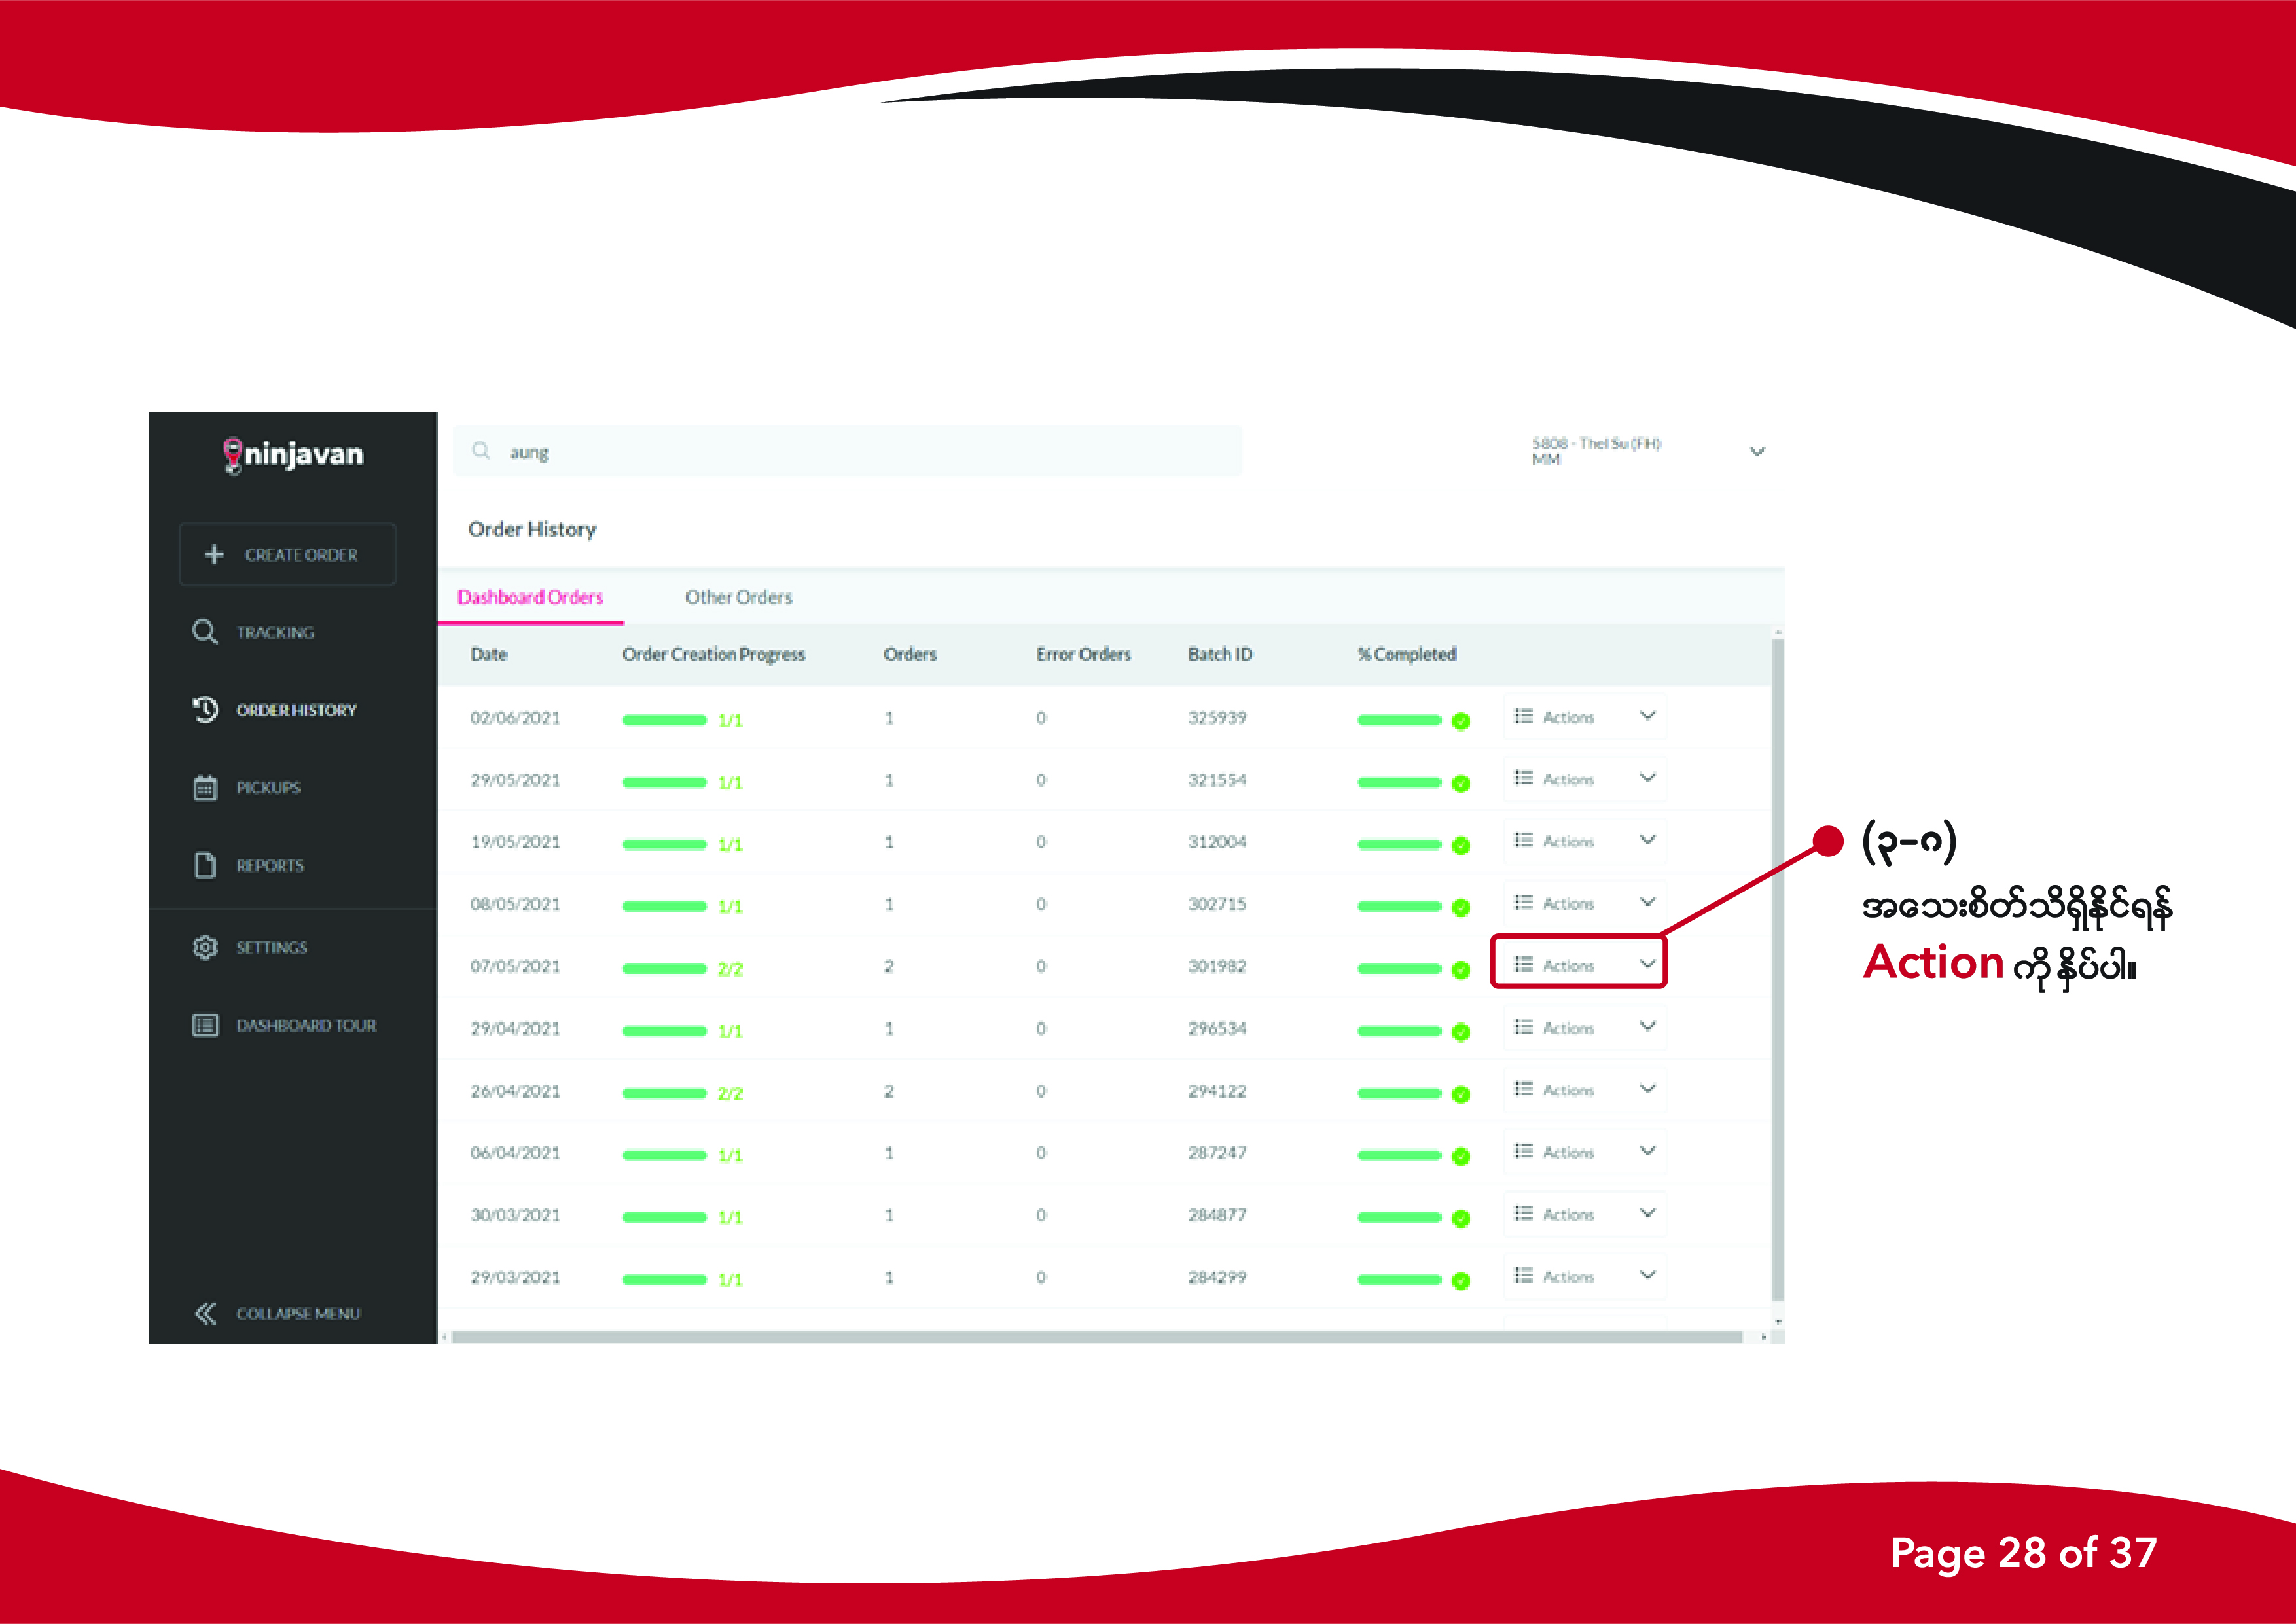 ninjavan
aung
5808 - Thel Su (FH)
MM
CREATE ORDER
TRACKING
ORDER HISTORY
PICKUPS
REPORTS
SETTINGS
DASHBOARD TOUR
COLLAPSE MENU
Order History
Dashboard Orders Other Orders
Date Order Creation Progress Orders Error Orders Batch ID % Completed
02/06/2021 1/1 1 0 325939 Actions
29/05/2021 1/1 1 0 321554 Actions
19/05/2021 1/1 1 0 312004 Actions
08/05/2021 1/1 1 0 302715 Actions
07/05/2021 2/2 2 0 301982 Actions
29/04/2021 1/1 1 0 296534 Actions
26/04/2021 2/2 2 0 294122 Actions
06/04/2021 1/1 1 0 287247 Actions
30/03/2021 1/1 1 0 284877 Actions
29/03/2021 1/1 1 0 284299 Actions
(၃-ဂ)
အသေးစိတ်သိရှိနိုင်ရန်
Action ကို နှိပ်ပါ။
Page 28 of 37